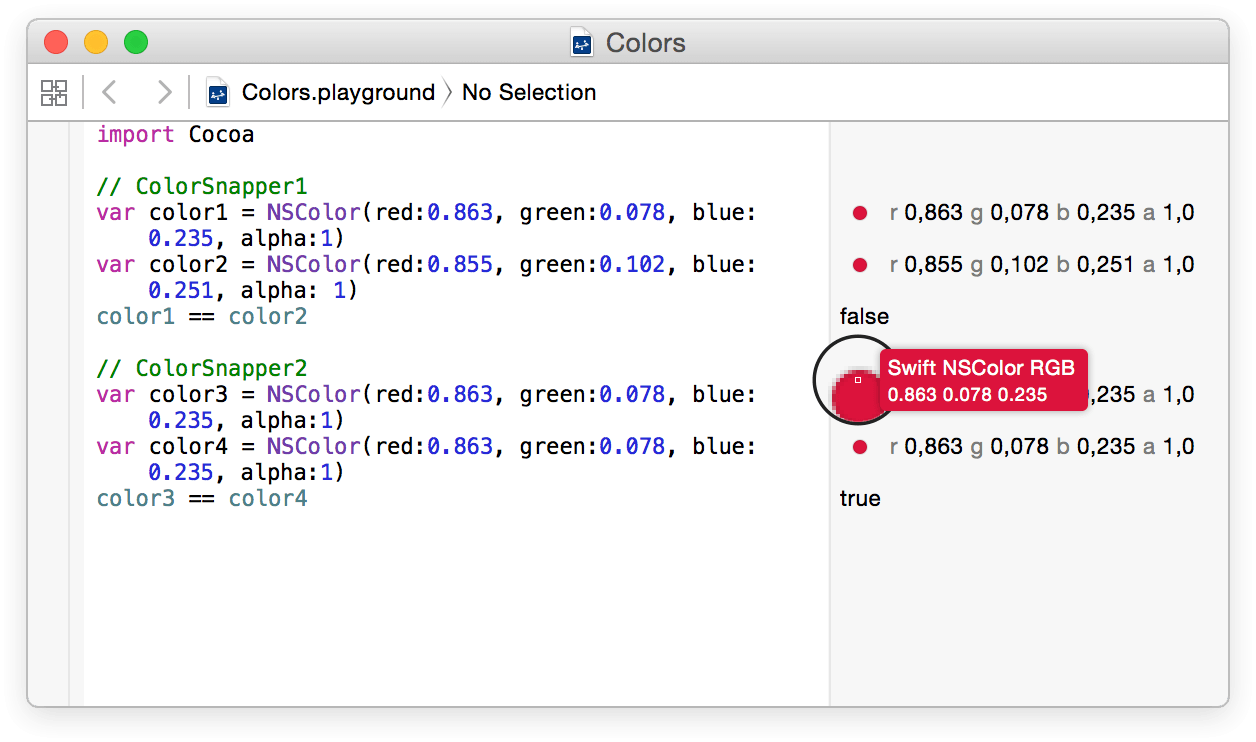 Colors
Colors.playground 〉 No Selection
import Cocoa
// ColorSnapper1
var color1 = NSColor(red:0.863, green:0.078, blue:
r 0,863 g 0,078 b 0,235 a 1,0
0.235, alpha:1)
var color2 = NSColor(red:0.855, green:0.102, blue:
r 0,855 g 0,102 b 0,251 a 1,0
0.251, alpha: 1)
color1 == color2
false
// ColorSnapper2
Swift NSColor RGB
0.863 0.078 0.235
var color3 = NSColor(red:0.863, green:0.078, blue:
,235 a 1,0
0.235, alpha:1)
var color4 = NSColor(red:0.863, green:0.078, blue:
r 0,863 g 0,078 b 0,235 a 1,0
0.235, alpha:1)
color3 == color4
true